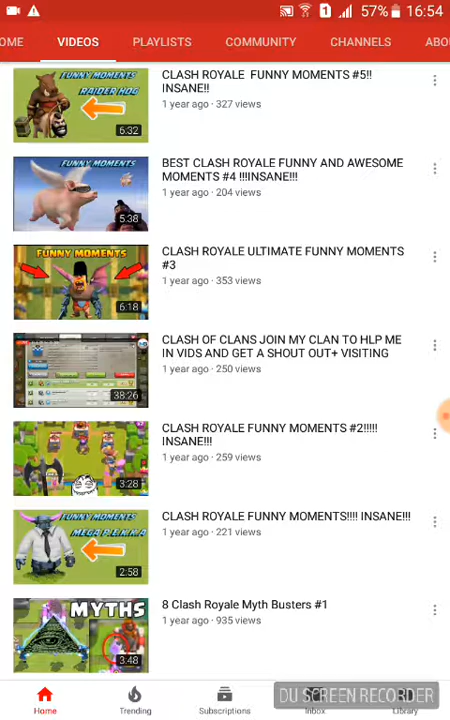 1 57% 16:54
OME VIDEOS PLAYLISTS COMMUNITY CHANNELS ABO
FUNNY MOMENTS
RAIDER HOG
6:32
CLASH ROYALE FUNNY MOMENTS #5!!
INSANE!!
1 year ago · 327 views
FUNNY MOMENTS
5:38
BEST CLASH ROYALE FUNNY AND AWESOME
MOMENTS #4 !!!INSANE!!!
1 year ago · 204 views
FUNNY MOMENTS
6:18
CLASH ROYALE ULTIMATE FUNNY MOMENTS
#3
1 year ago · 353 views
38:26
CLASH OF CLANS JOIN MY CLAN TO HLP ME
IN VIDS AND GET A SHOUT OUT+ VISITING
1 year ago · 250 views
3:28
CLASH ROYALE FUNNY MOMENTS #2!!!!!
INSANE!!!
1 year ago · 259 views
FUNNY MOMENTS
MEGA P.E.K.K.A
2:58
CLASH ROYALE FUNNY MOMENTS!!!! INSANE!!!
1 year ago · 221 views
MYTHS
3:48
8 Clash Royale Myth Busters #1
1 year ago · 935 views
DU SCREEN RECORDER
Home Trending Subscriptions Inbox Library